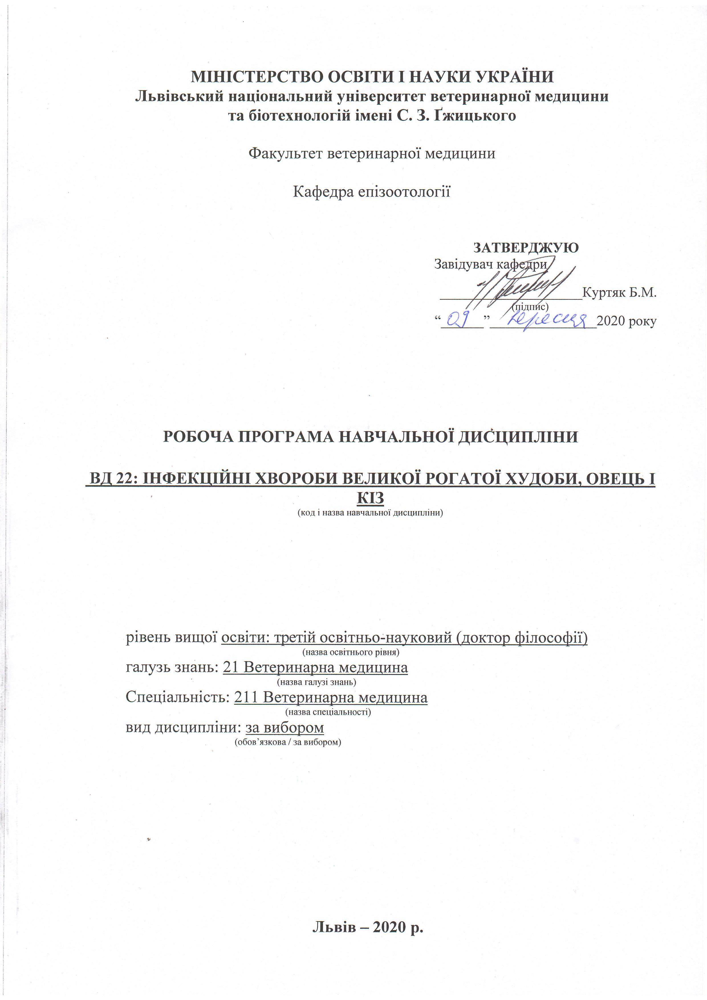 МІНІСТЕРСТВО ОСВІТИ І НАУКИ УКРАЇНИ
Львівський національний університет ветеринарної медицини
та біотехнологій імені С. З. Ґжицького
Факультет ветеринарної медицини
Кафедра епізоотології
ЗАТВЕРДЖУЮ
Завідувач кафедри
____________________Куртяк Б.М.
(підпис)
“ 09 ” вересня 2020 року
РОБОЧА ПРОГРАМА НАВЧАЛЬНОЇ ДИСЦИПЛІНИ
ВД 22: ІНФЕКЦІЙНІ ХВОРОБИ ВЕЛИКОЇ РОГАТОЇ ХУДОБИ, ОВЕЦЬ І
КІЗ
(код і назва навчальної дисципліни)
рівень вищої освіти: третій освітньо-науковий (доктор філософії)
(назва освітнього рівня)
галузь знань: 21 Ветеринарна медицина
(назва галузі знань)
Спеціальність: 211 Ветеринарна медицина
(назва спеціальності)
вид дисципліни: за вибором
(обов’язкова / за вибором)
Львів – 2020 р.